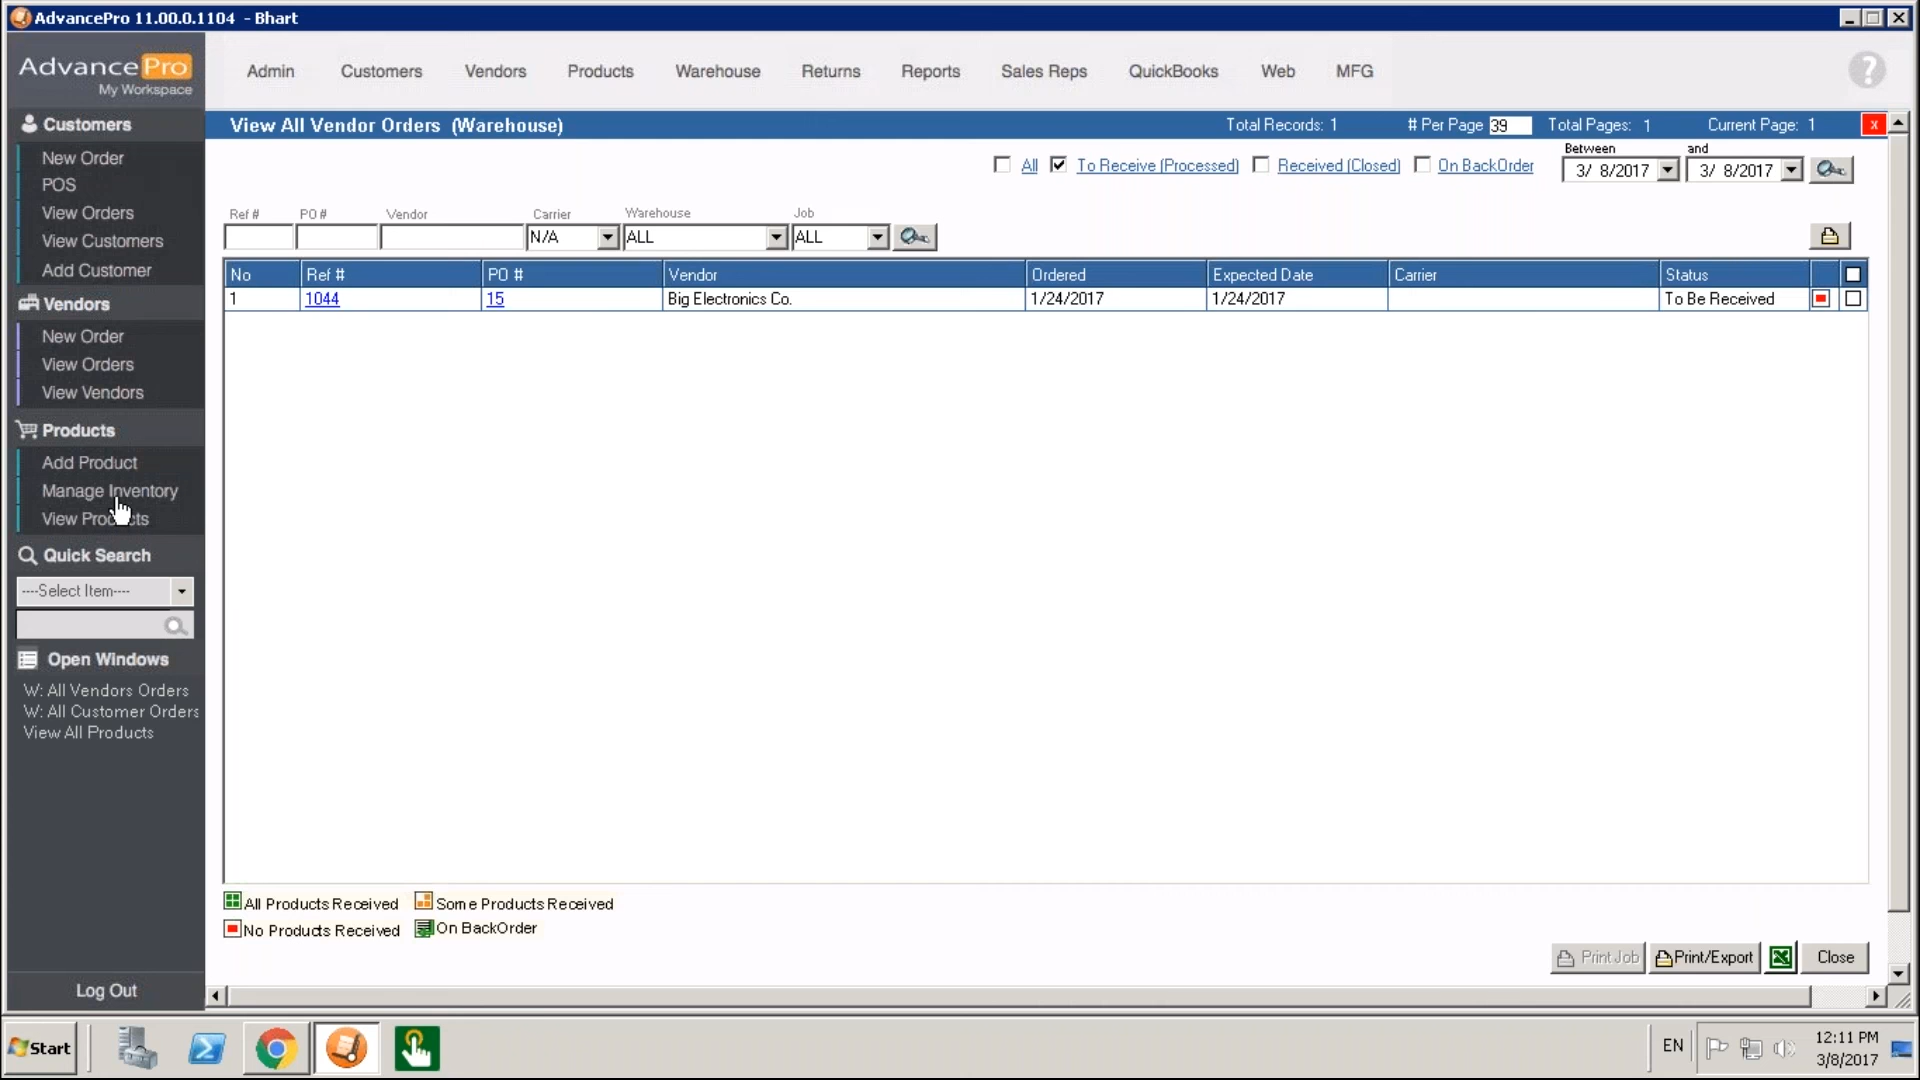 AdvancePro 11.00.0.1104 - Bhart
AdvancePro
My Workspace
Admin Customers Vendors Products Warehouse Returns Reports Sales Reps QuickBooks Web MFG ?
Customers
New Order
POS
View Orders
View Customers
Add Customer
Vendors
New Order
View Orders
View Vendors
Products
Add Product
Manage Inventory
View Products
Quick Search
----Select Item----
Open Windows
W: All Vendors Orders
W: All Customer Orders
View All Products
Log Out
View All Vendor Orders (Warehouse) Total Records: 1 # Per Page 39 Total Pages: 1 Current Page: 1 x
All To Receive (Processed) Received (Closed) On BackOrder
Between and
3/ 8/2017 3/ 8/2017
Ref # PO # Vendor Carrier Warehouse Job
N/A ALL ALL
No Ref # PO # Vendor Ordered Expected Date Carrier Status
1 1044 15 Big Electronics Co. 1/24/2017 1/24/2017 To Be Received
All Products Received Some Products Received
No Products Received On BackOrder
Print Job Print/Export Close
Start EN 12:11 PM
3/8/2017